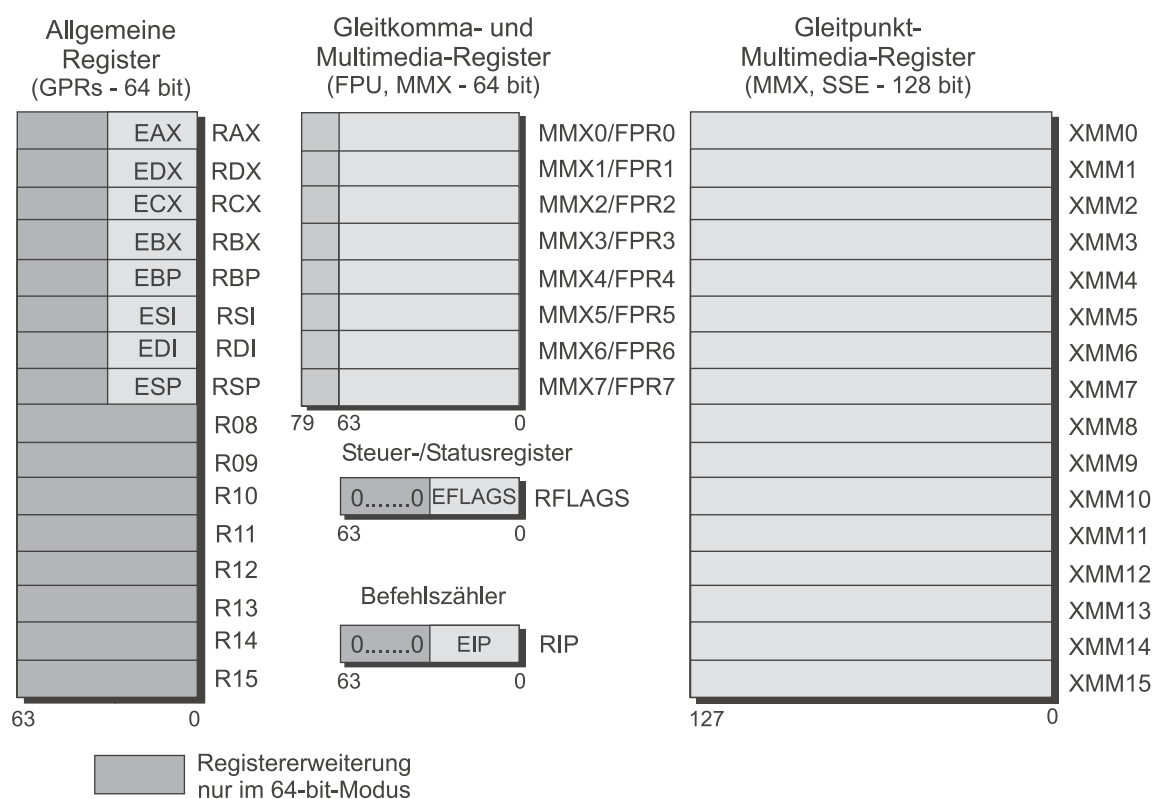 Allgemeine
Register
(GPRs - 64 bit)
EAX RAX
EDX RDX
ECX RCX
EBX RBX
EBP RBP
ESI RSI
EDI RDI
ESP RSP
R08
R09
R10
R11
R12
R13
R14
R15
63 0
Gleitkomma- und
Multimedia-Register
(FPU, MMX - 64 bit)
MMX0/FPR0
MMX1/FPR1
MMX2/FPR2
MMX3/FPR3
MMX4/FPR4
MMX5/FPR5
MMX6/FPR6
MMX7/FPR7
79 63 0
Steuer-/Statusregister
0.......0 EFLAGS RFLAGS
63 0
Befehlszähler
0.......0 EIP RIP
63 0
Gleitpunkt-
Multimedia-Register
(MMX, SSE - 128 bit)
XMM0
XMM1
XMM2
XMM3
XMM4
XMM5
XMM6
XMM7
XMM8
XMM9
XMM10
XMM11
XMM12
XMM13
XMM14
XMM15
127 0
Registererweiterung
nur im 64-bit-Modus